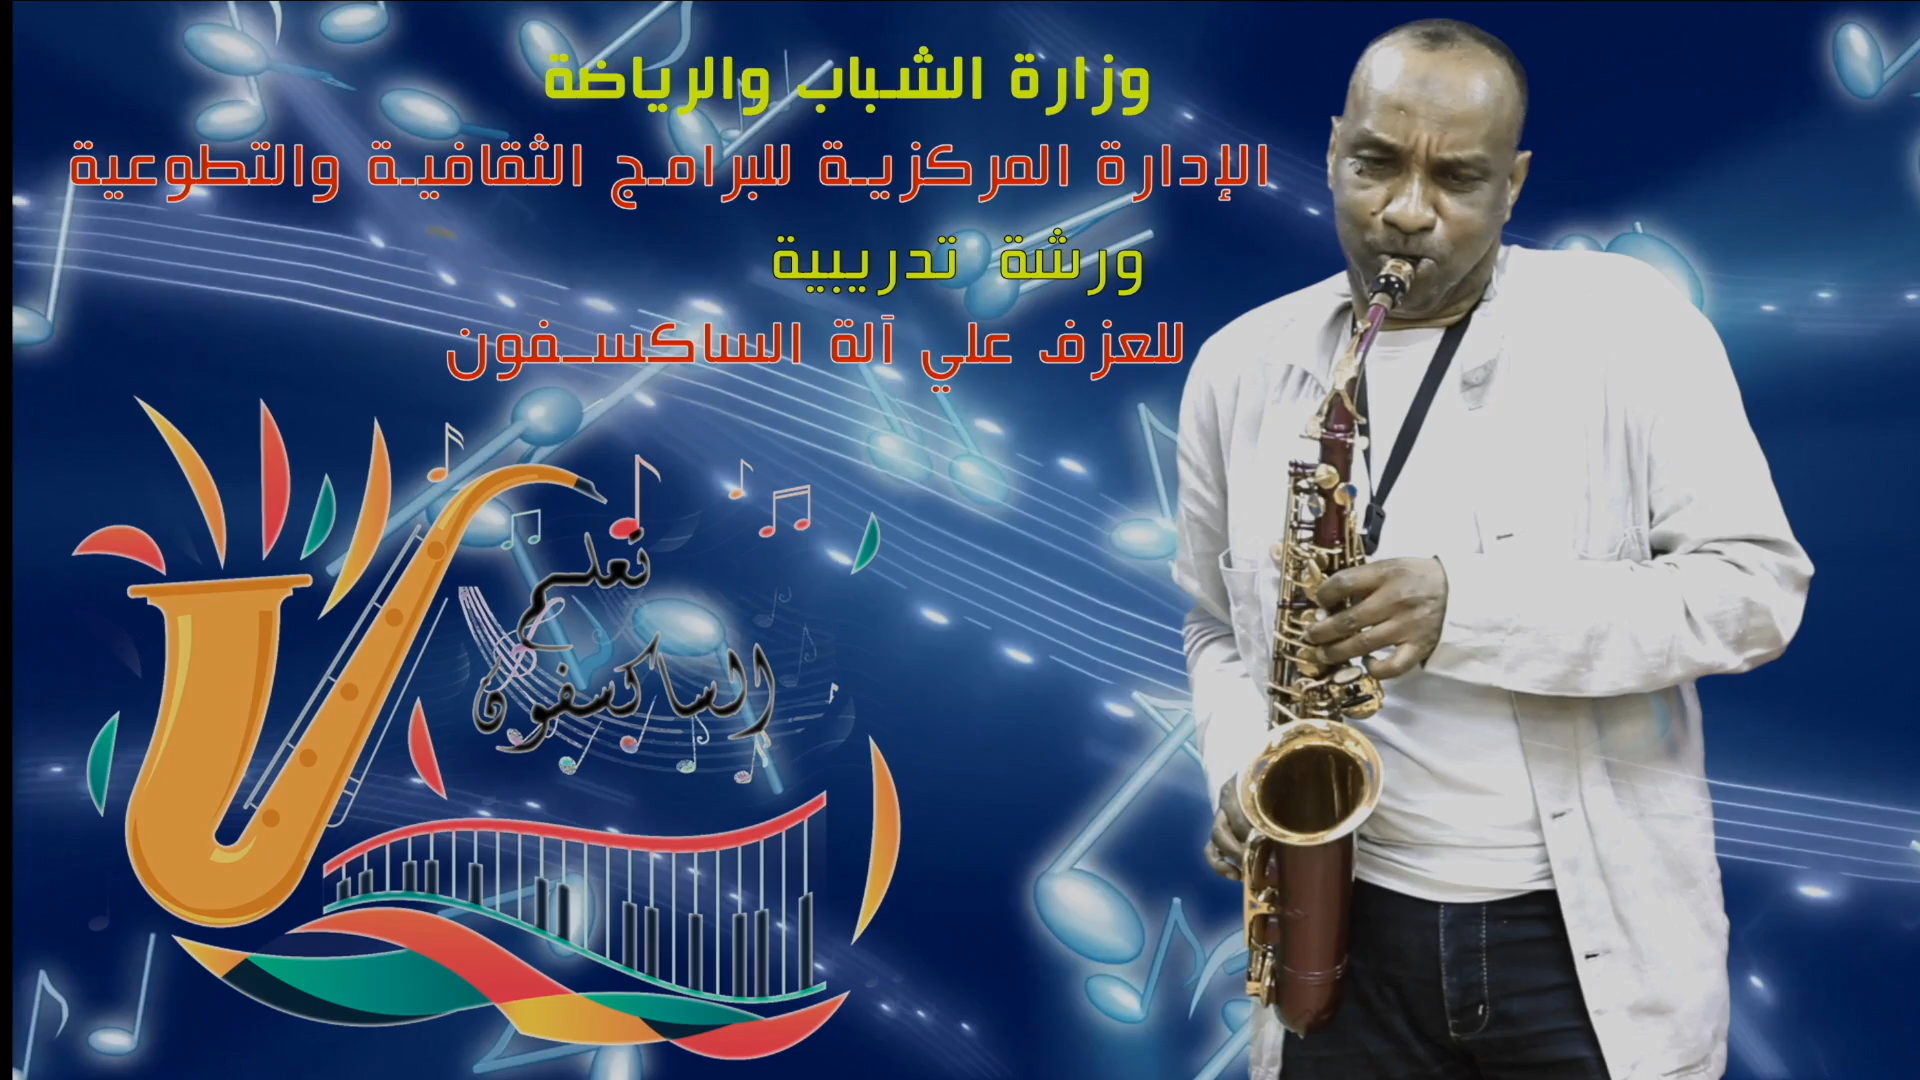 وزارة الشباب والرياضة
الإدارة المركزية للبرامج الثقافية والتطوعية
ورشة تدريبية
للعزف علي آلة الساكسفون
تعلم
الساكسفون